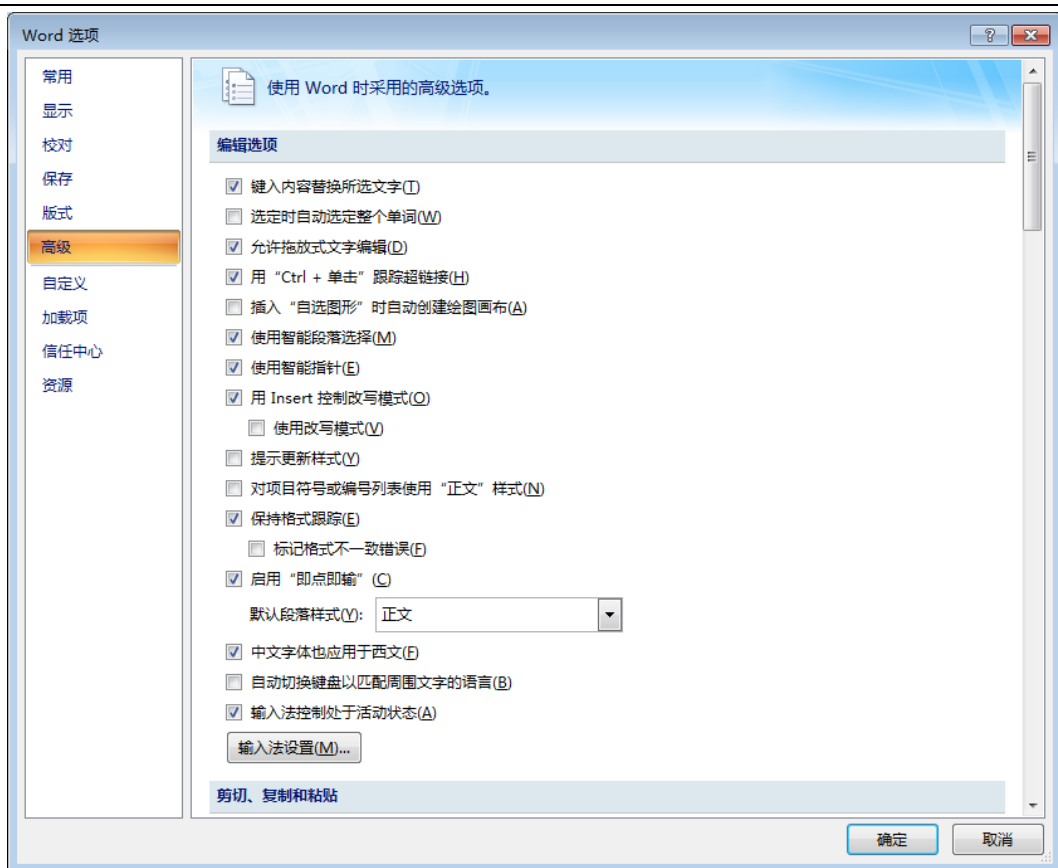 Word 选项
常用
显示
校对
保存
版式
高级
自定义
加载项
信任中心
资源
使用 Word 时采用的高级选项。
编辑选项
键入内容替换所选文字(T)
选定时自动选定整个单词(W)
允许拖放式文字编辑(D)
用“Ctrl + 单击”跟踪超链接(H)
插入“自选图形”时自动创建绘图画布(A)
使用智能段落选择(M)
使用智能指针(E)
用 Insert 控制改写模式(O)
使用改写模式(V)
提示更新样式(Y)
对项目符号或编号列表使用“正文”样式(N)
保持格式跟踪(E)
标记格式不一致错误(F)
启用“即点即输”(C)
默认段落样式(Y): 正文
中文字体也应用于西文(F)
自动切换键盘以匹配周围文字的语言(B)
输入法控制处于活动状态(A)
输入法设置(M)...
剪切、复制和粘贴
确定 取消